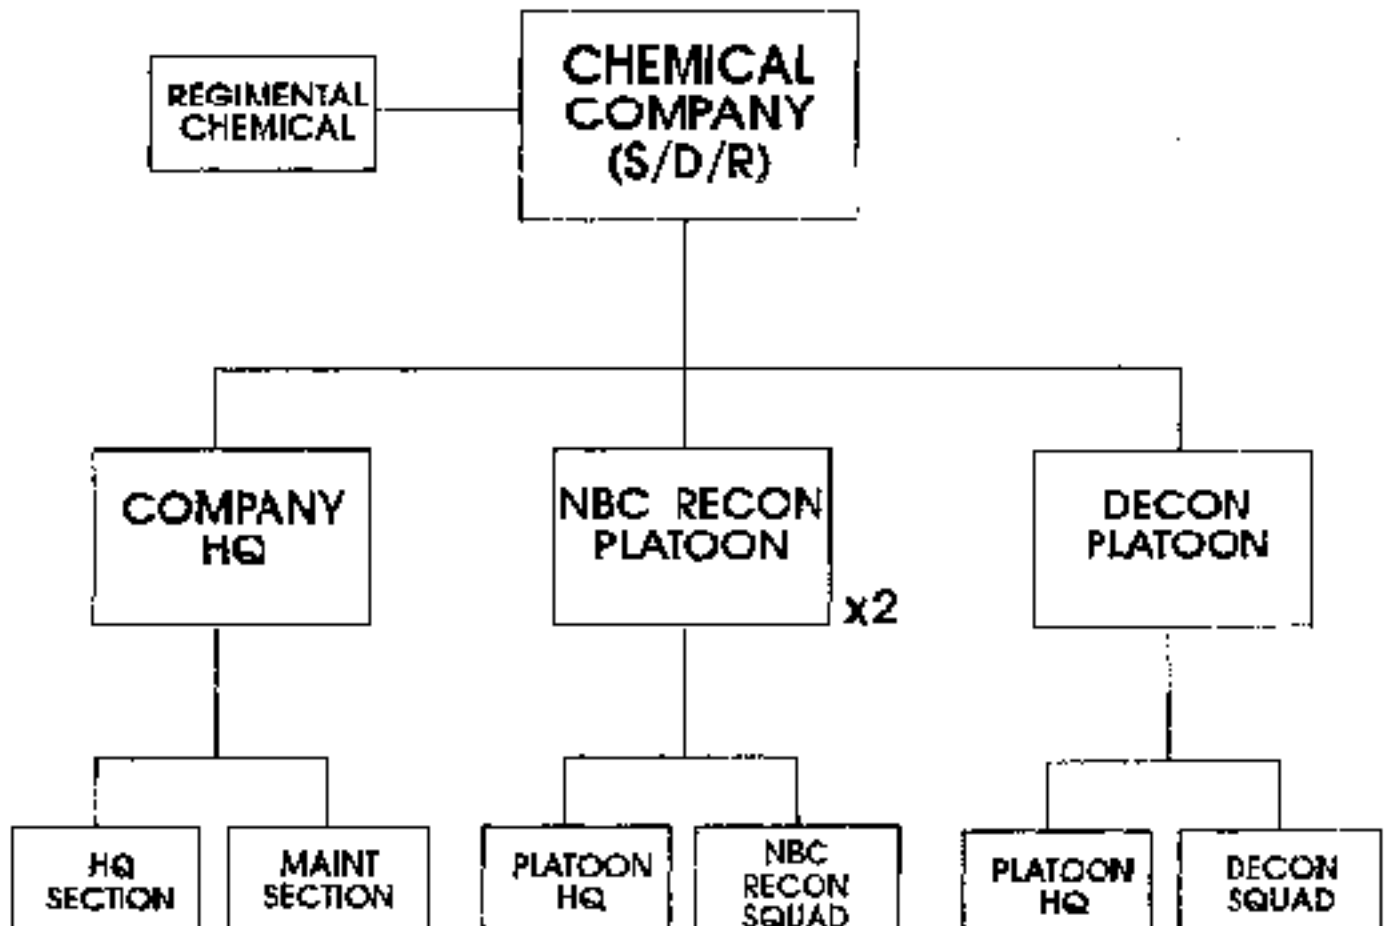 REGIMENTAL
CHEMICAL
CHEMICAL
COMPANY
(S/D/R)
COMPANY
HQ
NBC RECON
PLATOON
x2
DECON
PLATOON
HQ
SECTION
MAINT
SECTION
PLATOON
HQ
NBC
RECON
SQUAD
PLATOON
HQ
DECON
SQUAD